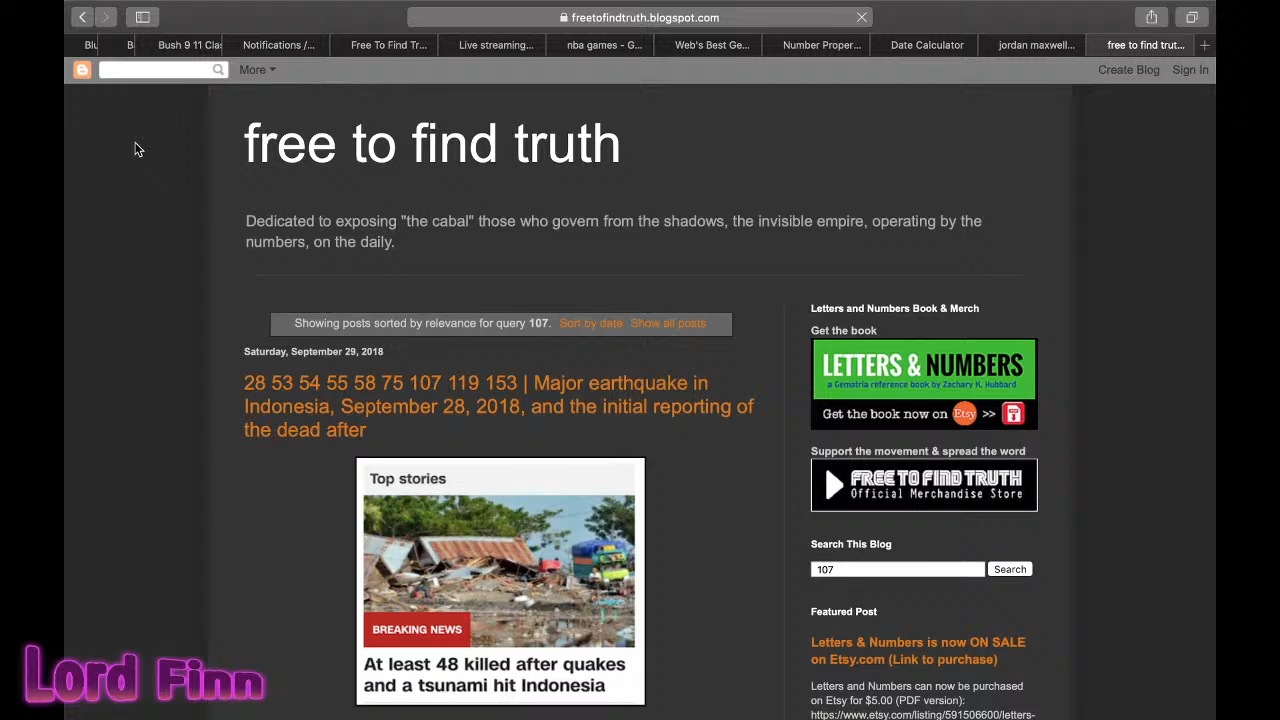 freetofindtruth.blogspot.com
Blu
B
Bush 9 11 Clas
Notifications /...
Free To Find Tr...
Live streaming...
nba games - G...
Web's Best Ge...
Number Proper...
Date Calculator
jordan maxwell...
free to find trut...
More
Create Blog
Sign In
free to find truth
Dedicated to exposing "the cabal" those who govern from the shadows, the invisible empire, operating by the
numbers, on the daily.
Showing posts sorted by relevance for query 107. Sort by date Show all posts
Saturday, September 29, 2018
28 53 54 55 58 75 107 119 153 | Major earthquake in
Indonesia, September 28, 2018, and the initial reporting of
the dead after
Top stories
BREAKING NEWS
At least 48 killed after quakes
and a tsunami hit Indonesia
Letters and Numbers Book & Merch
Get the book
LETTERS & NUMBERS
a Gematria reference book by Zachary K. Hubbard
Get the book now on Etsy >>
Support the movement & spread the word
FREE TO FIND TRUTH
Official Merchandise Store
Search This Blog
107
Search
Featured Post
Letters & Numbers is now ON SALE
on Etsy.com (Link to purchase)
Letters and Numbers can now be purchased
on Etsy for $5.00 (PDF version):
https://www.etsy.com/listing/591506600/letters-
Lord Finn